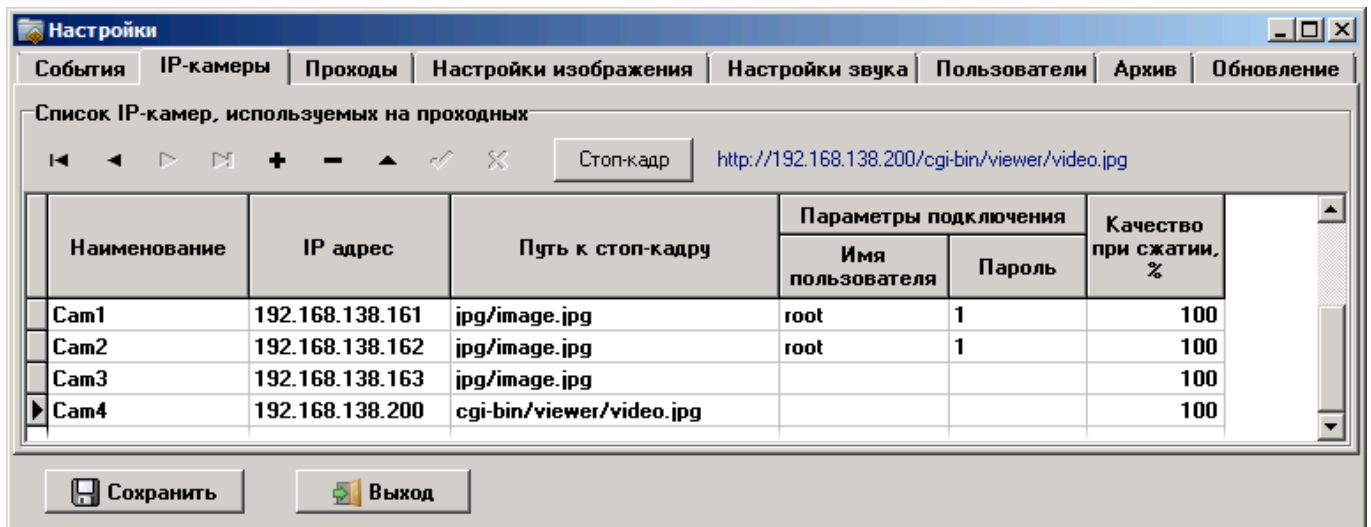 Настройки
События IP-камеры Проходы Настройки изображения Настройки звука Пользователи Архив Обновление
Список IP-камер, используемых на проходных
Стоп-кадр http://192.168.138.200/cgi-bin/viewer/video.jpg
Наименование IP адрес Путь к стоп-кадру Параметры подключения Качество при сжатии, %
Имя пользователя Пароль
Cam1 192.168.138.161 jpg/image.jpg root 1 100
Cam2 192.168.138.162 jpg/image.jpg root 1 100
Cam3 192.168.138.163 jpg/image.jpg 100
Cam4 192.168.138.200 cgi-bin/viewer/video.jpg 100
Сохранить Выход